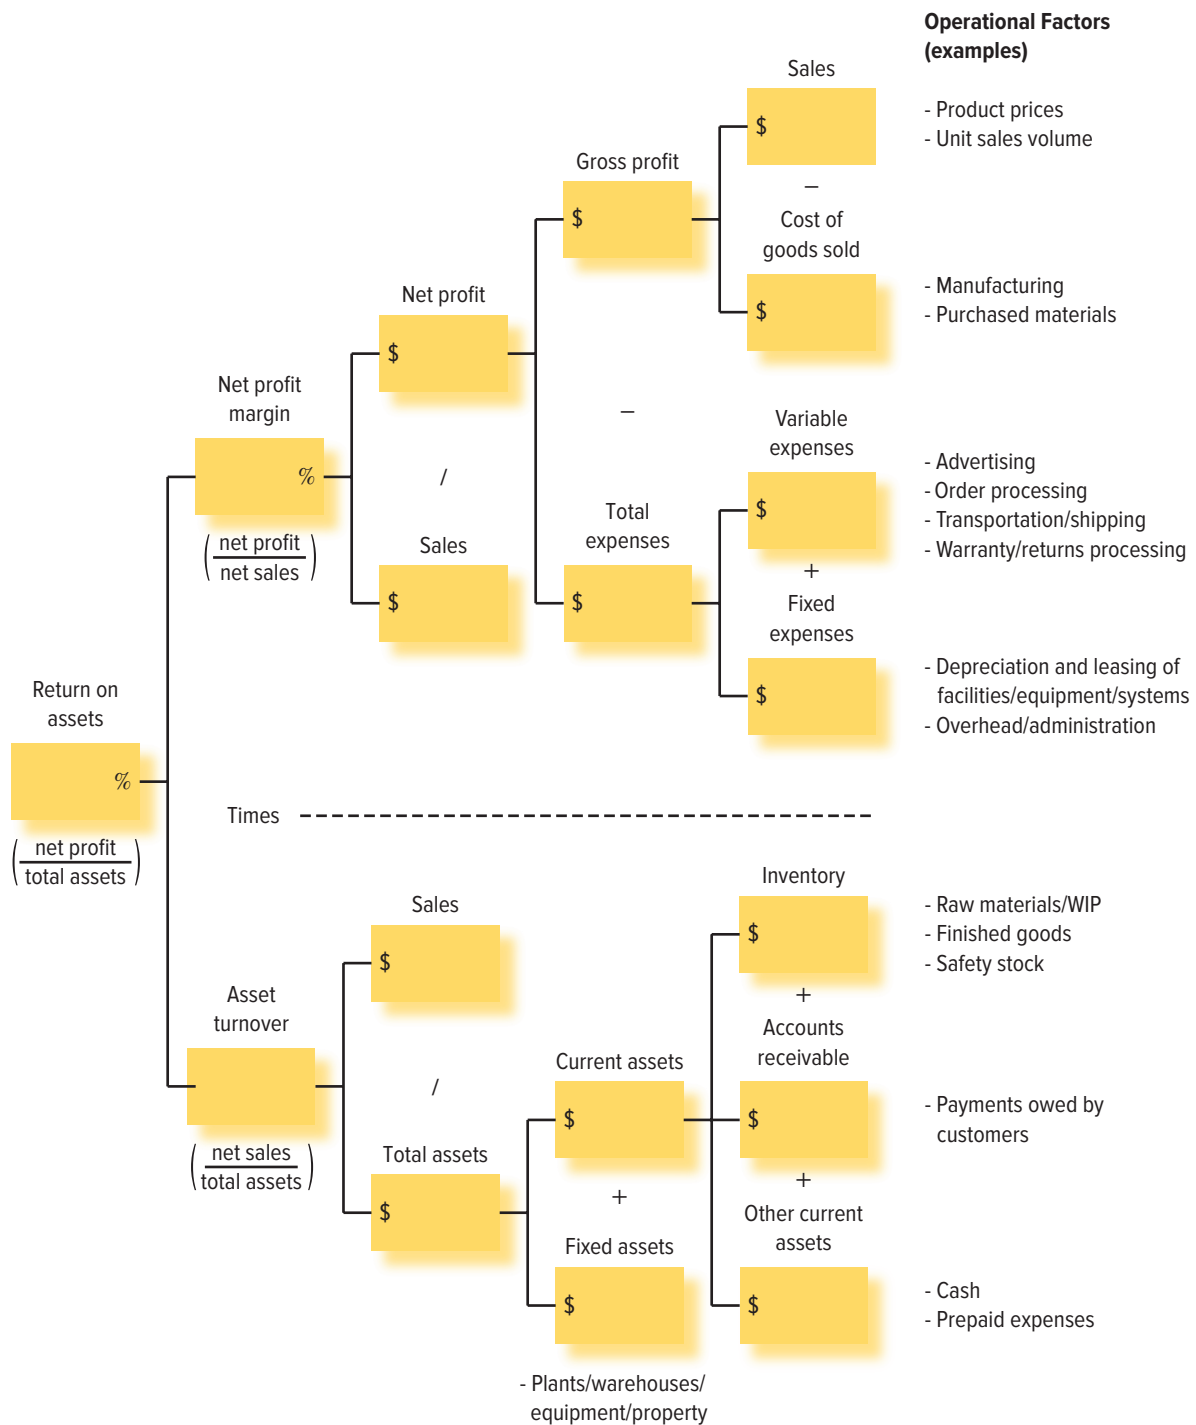 Operational Factors
(examples)
Sales
$
- Product prices
- Unit sales volume
Gross profit
$
–
Cost of
goods sold
$
- Manufacturing
- Purchased materials
Net profit
$
Net profit
margin
%
(net profit
net sales)
/
Sales
$
–
Total
expenses
$
Variable
expenses
$
- Advertising
- Order processing
- Transportation/shipping
- Warranty/returns processing
+
Fixed
expenses
$
- Depreciation and leasing of
facilities/equipment/systems
- Overhead/administration
Return on
assets
%
(net profit
total assets)
Times
Sales
$
Asset
turnover
(net sales
total assets)
/
Total assets
$
Current assets
$
+
Fixed assets
$
- Plants/warehouses/
equipment/property
Inventory
$
- Raw materials/WIP
- Finished goods
- Safety stock
+
Accounts
receivable
$
- Payments owed by
customers
+
Other current
assets
$
- Cash
- Prepaid expenses